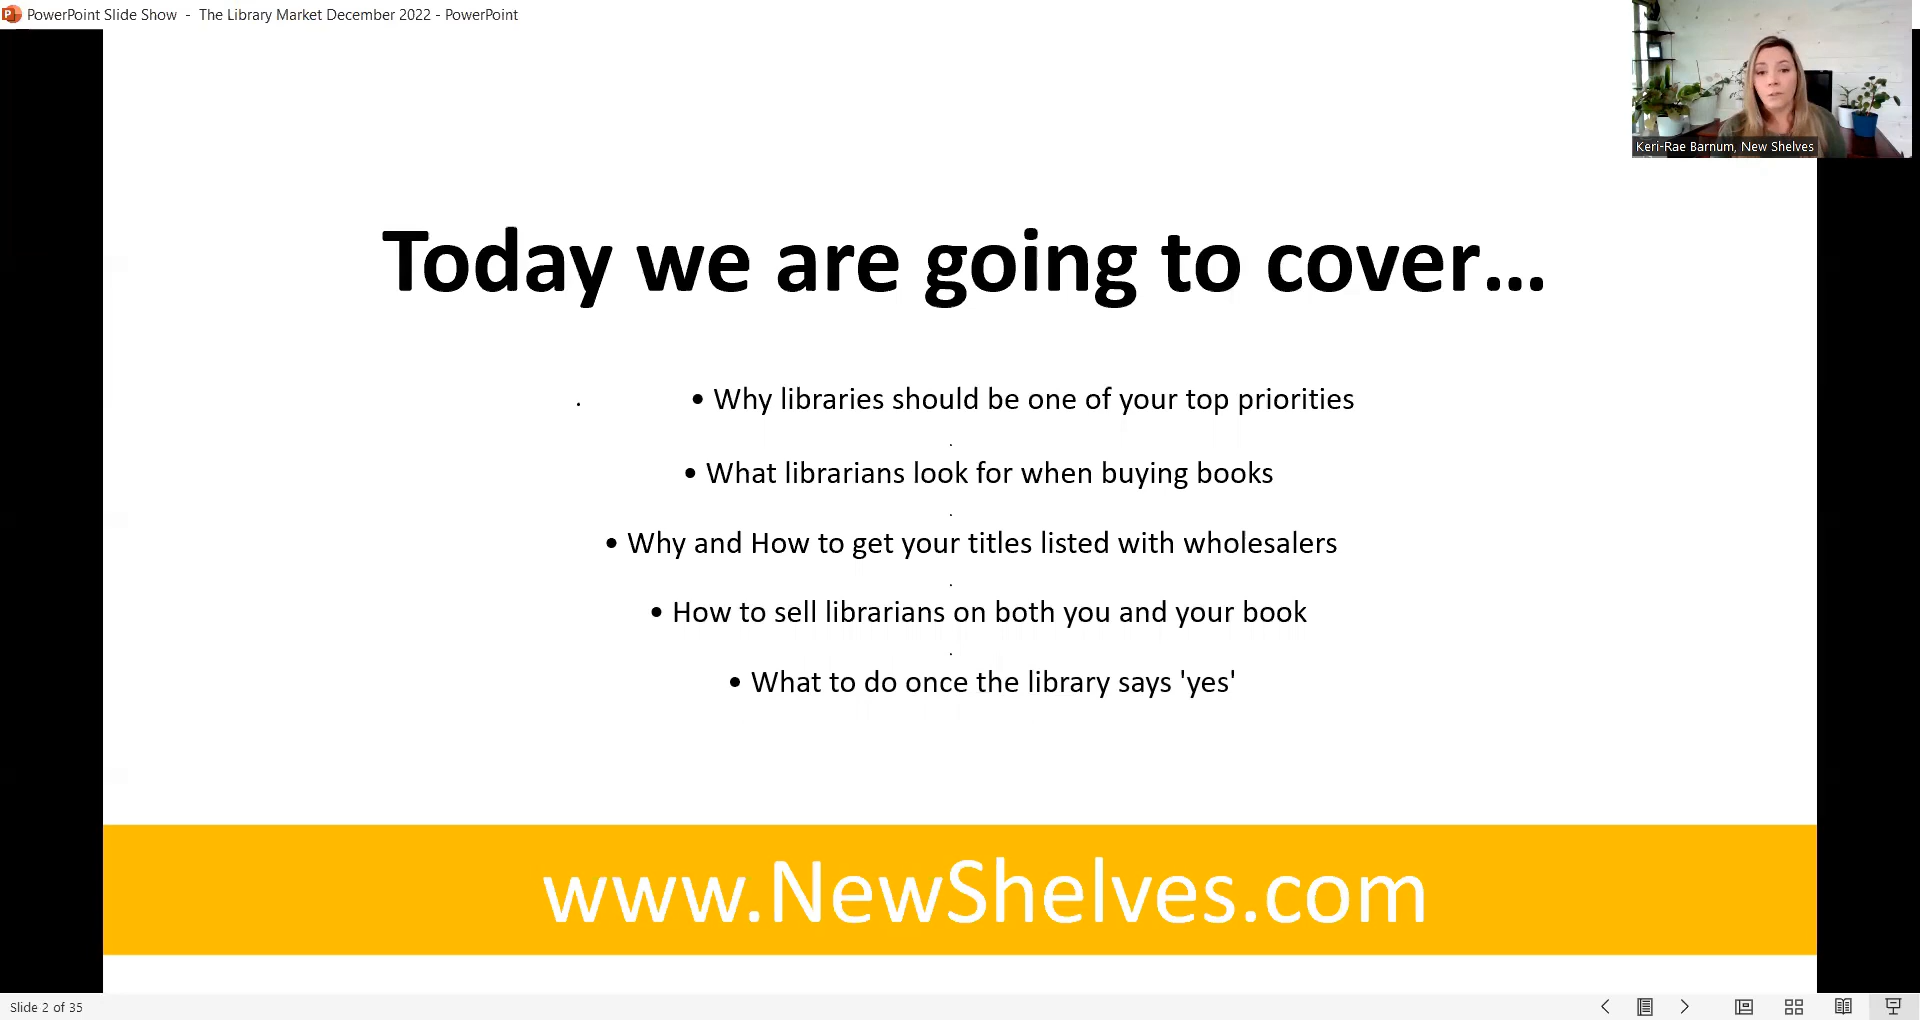 PowerPoint Slide Show - The Library Market December 2022 - PowerPoint
Keri-Rae Barnum, New Shelves
Today we are going to cover...
• Why libraries should be one of your top priorities
• What librarians look for when buying books
• Why and How to get your titles listed with wholesalers
• How to sell librarians on both you and your book
• What to do once the library says 'yes'
www.NewShelves.com
Slide 2 of 35